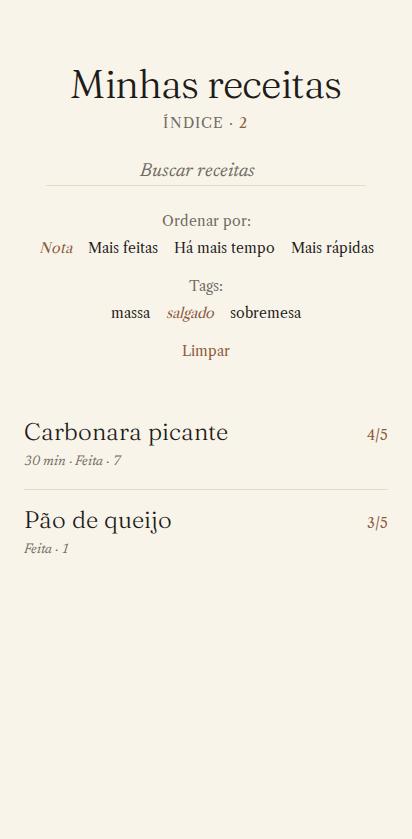 Minhas receitas
ÍNDICE · 2
Buscar receitas
Ordenar por:
Nota Mais feitas Há mais tempo Mais rápidas
Tags:
massa salgado sobremesa
Limpar
Carbonara picante 4/5
30 min · Feita · 7
Pão de queijo 3/5
Feita · 1